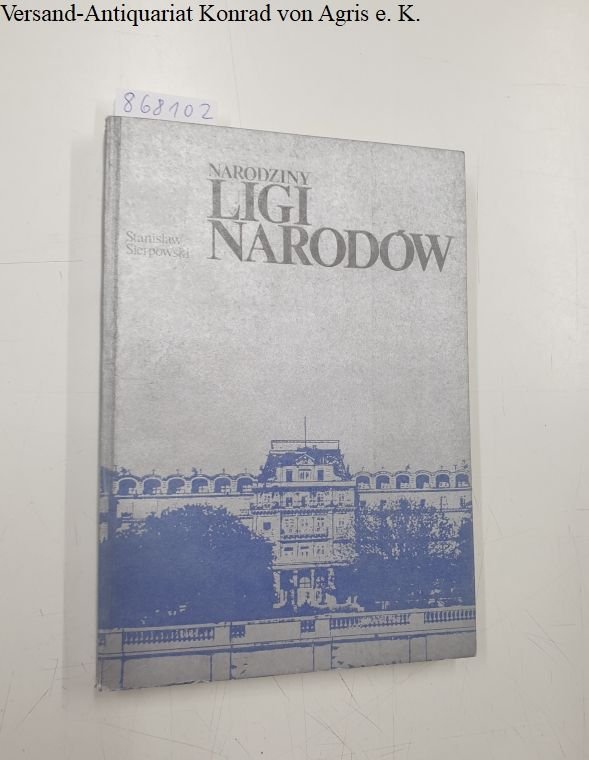 Versand-Antiquariat Konrad von Agris e. K.
868102
NARODZINY
LIGI
NARODÓW
Stanisław
Sierpowski